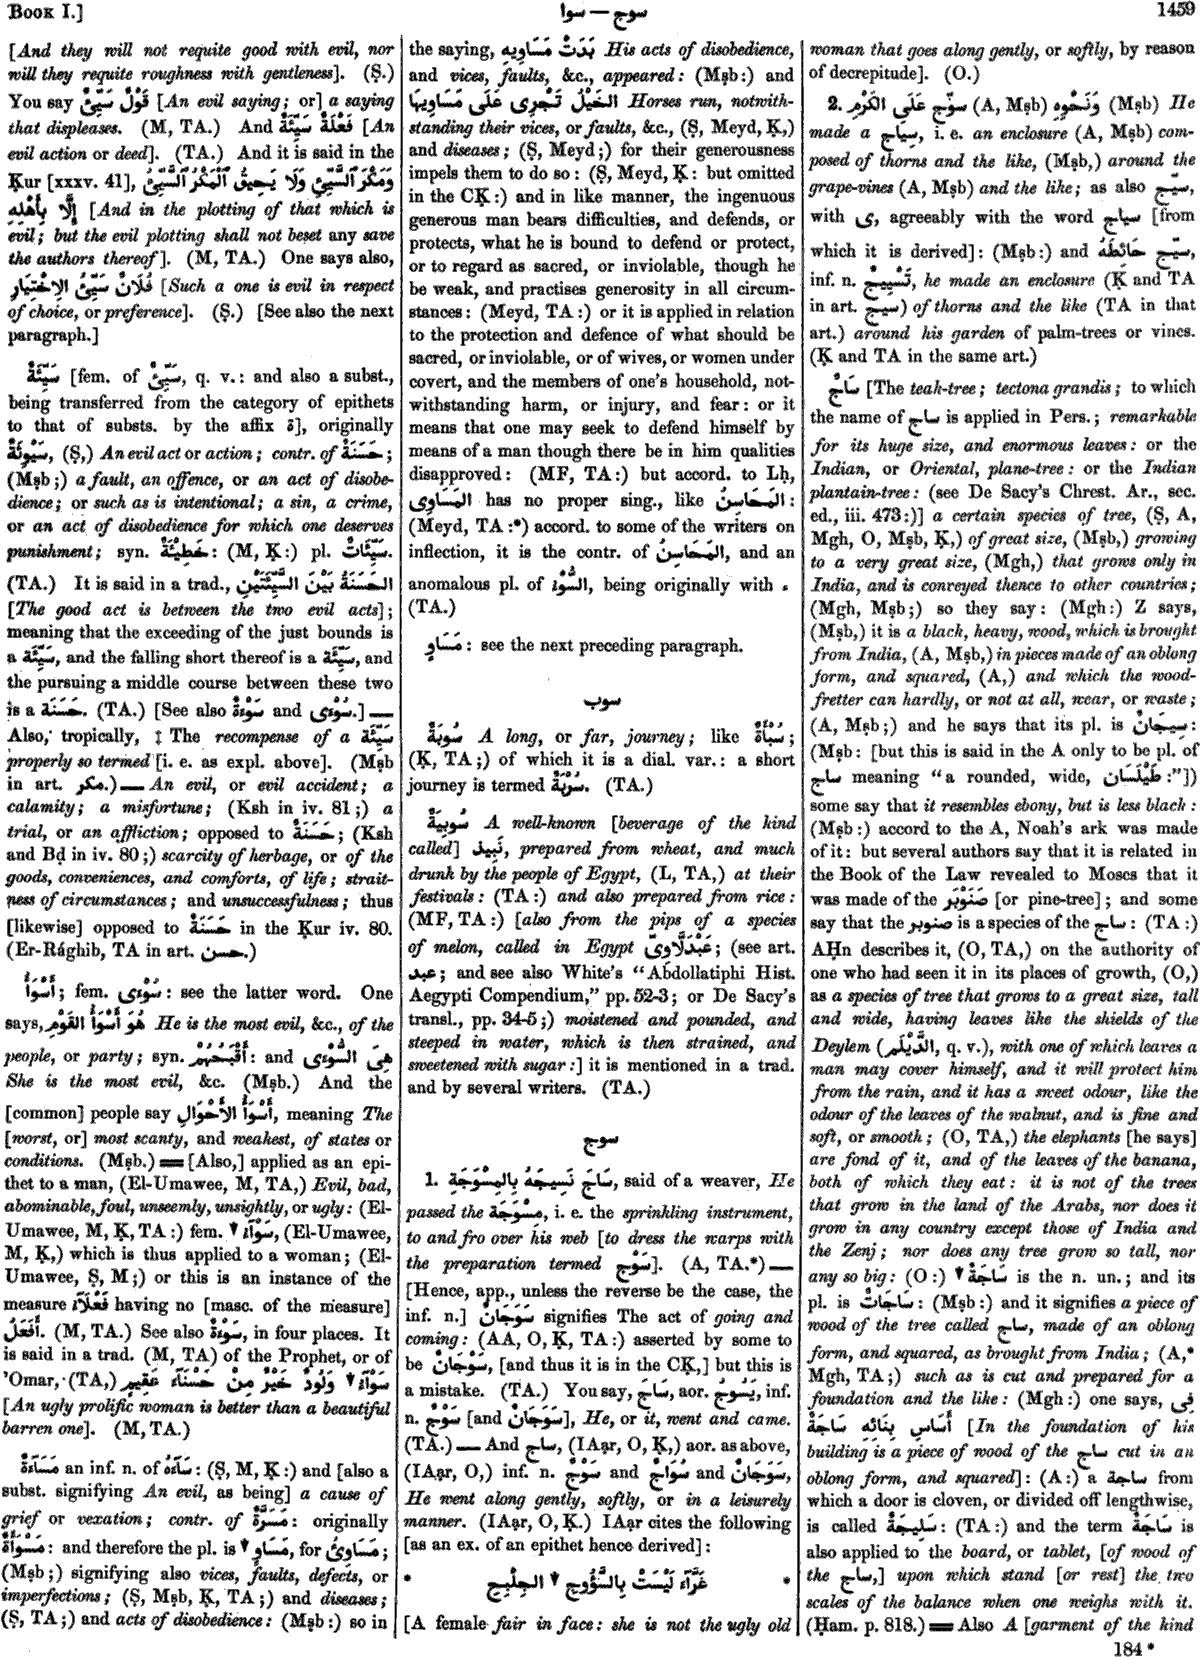 Book I.]
سوا — سوج
1459
[And they will not requite good with evil, nor
will they requite roughness with gentleness]. (Ṣ.)
You say قَوْلٌ سَيِّئٌ [An evil saying; or] a saying
that displeases. (M, TA.) And فَعْلَةٌ سَيِّئَةٌ [An
evil action or deed]. (TA.) And it is said in the
Ḳur [xxxv. 41], وَمَكْرَ ٱلسَّيِّئِ وَلَا يَحِيقُ ٱلْمَكْرُ ٱلسَّيِّئُ
إِلَّا بِأَهْلِهِ [And in the plotting of that which is
evil; but the evil plotting shall not beset any save
the authors thereof]. (M, TA.) One says also,
فُلَانٌ سَيِّئُ الاِخْتِيَارِ [Such a one is evil in respect
of choice, or preference]. (Ṣ.) [See also the next
paragraph.]
سَيِّئَةٌ [fem. of سَيِّئٌ, q. v.: and also a subst.,
being transferred from the category of epithets
to that of substs. by the affix ة], originally
سَيْوِئَةٌ, (Ṣ,) An evil act or action; contr. of حَسَنَةٌ;
(Mṣb;) a fault, an offence, or an act of disobe-
dience; or such as is intentional; a sin, a crime,
or an act of disobedience for which one deserves
punishment; syn. خَطِيْئَةٌ: (M, Ḳ:) pl. سَيِّئَاتٌ.
(TA.) It is said in a trad., الحَسَنَةُ بَيْنَ السَّيِّئَتَيْنِ
[The good act is between the two evil acts];
meaning that the exceeding of the just bounds is
a سَيِّئَة, and the falling short thereof is a سَيِّئَة, and
the pursuing a middle course between these two
is a حَسَنَة. (TA.) [See also سَوْءَةٌ and سُوْءَى.] —
Also, tropically, ‡ The recompense of a سَيِّئَة
properly so termed [i. e. as expl. above]. (Mṣb
in art. مكر.) — An evil, or evil accident; a
calamity; a misfortune; (Ksh in iv. 81;) a
trial, or an affliction; opposed to حَسَنَةٌ; (Ksh
and Bḍ in iv. 80;) scarcity of herbage, or of the
goods, conveniences, and comforts, of life; strait-
ness of circumstances; and unsuccessfulness; thus
[likewise] opposed to حَسَنَةٌ in the Ḳur iv. 80.
(Er-Rághib, TA in art. حسن.)
أَسْوَأُ; fem. سُوْءَى: see the latter word. One
says, هُوَ أَسْوَأُ القَوْمِ He is the most evil, &c., of the
people, or party; syn. أَقْبَحُهُمْ: and هِىَ السُّوْءَى
She is the most evil, &c. (Mṣb.) And the
[common] people say أَسْوَأُ الأَحْوَالِ, meaning The
[worst, or] most scanty, and weakest, of states or
conditions. (Mṣb.) ═ [Also,] applied as an epi-
thet to a man, (El-Umawee, M, TA,) Evil, bad,
abominable, foul, unseemly, unsightly, or ugly: (El-
Umawee, M, Ḳ, TA:) fem. ▼ سَوْآءُ, (El-Umawee,
M, Ḳ,) which is thus applied to a woman; (El-
Umawee, Ṣ, M;) or this is an instance of the
measure فَعْلَآءُ having no [masc. of the measure]
أَفْعَلُ. (M, TA.) See also سَوْءَةٌ, in four places. It
is said in a trad. (M, TA) of the Prophet, or of
’Omar, (TA,) سَوْآءُ ▼ وَلُودٌ خَيْرٌ مِنْ حَسْنَآءَ عَقِيمٍ
[An ugly prolific woman is better than a beautiful
barren one]. (M, TA.)
مَسَآءَةٌ an inf. n. of سَآءَهُ: (Ṣ, M, Ḳ:) and [also a
subst. signifying An evil, as being] a cause of
grief or vexation; contr. of مَسَرَّةٌ: originally
مَسْوَأَةٌ: and therefore the pl. is ▼ مَسَاوٍ, for مَسَاوِئُ;
(Mṣb;) signifying also vices, faults, defects, or
imperfections; (Ṣ, Mṣb, Ḳ, TA;) and diseases;
(Ṣ, TA;) and acts of disobedience: (Mṣb:) so in
the saying, بَدَتْ مَسَاوِيهِ His acts of disobedience,
and vices, faults, &c., appeared: (Mṣb:) and
الخَيْلُ تَجْرِى عَلَى مَسَاوِيهَا Horses run, notwith-
standing their vices, or faults, &c., (Ṣ, Meyd, Ḳ,)
and diseases; (Ṣ, Meyd;) for their generousness
impels them to do so: (Ṣ, Meyd, Ḳ: but omitted
in the CḲ:) and in like manner, the ingenuous
generous man bears difficulties, and defends, or
protects, what he is bound to defend or protect,
or to regard as sacred, or inviolable, though he
be weak, and practises generosity in all circum-
stances: (Meyd, TA:) or it is applied in relation
to the protection and defence of what should be
sacred, or inviolable, or of wives, or women under
covert, and the members of one's household, not-
withstanding harm, or injury, and fear: or it
means that one may seek to defend himself by
means of a man though there be in him qualities
disapproved: (MF, TA:) but accord. to Lḥ,
المَسَاوِى has no proper sing., like المَحَاسِنُ:
(Meyd, TA:*) accord. to some of the writers on
inflection, it is the contr. of المَحَاسِنُ, and an
anomalous pl. of السُّوْءُ, being originally with ء
(TA.)
مَسَاوٍ: see the next preceding paragraph.
سوب
سُوبَةٌ A long, or far, journey; like سُبْأَةٌ;
(Ḳ, TA;) of which it is a dial. var.: a short
journey is termed سُرْبَةٌ. (TA.)
سُوبِيَةٌ A well-known [beverage of the kind
called] نَبِيذ, prepared from wheat, and much
drunk by the people of Egypt, (L, TA,) at their
festivals: (TA:) and also prepared from rice:
(MF, TA:) [also from the pips of a species
of melon, called in Egypt عَبْدَلَّاوِىّ; (see art.
عبد; and see also White's “Abdollatiphi Hist.
Aegypti Compendium,” pp. 52-3; or De Sacy's
transl., pp. 34-5;) moistened and pounded, and
steeped in water, which is then strained, and
sweetened with sugar:] it is mentioned in a trad.
and by several writers. (TA.)
سوج
1. سَاجَ نَسِيجَهُ بِالمِسْوَجَةِ, said of a weaver, He
passed the مِسْوَجَة, i. e. the sprinkling instrument,
to and fro over his web [to dress the warps with
the preparation termed سَوْج]. (A, TA.*) —
[Hence, app., unless the reverse be the case, the
inf. n.] سَوَجَانٌ signifies The act of going and
coming: (AA, O, Ḳ, TA:) asserted by some to
be سَوْجَانٌ, [and thus it is in the CḲ,] but this is
a mistake. (TA.) You say, سَاجَ, aor. يَسُوجُ, inf.
n. سَوْجٌ [and سَوَجَانٌ], He, or it, went and came.
(TA.) — And ساج, (IAạr, O, Ḳ,) aor. as above,
(IAạr, O,) inf. n. سَوْجٌ and سُوَاجٌ and سَوَجَانٌ,
He went along gently, softly, or in a leisurely
manner. (IAạr, O, Ḳ.) IAạr cites the following
[as an ex. of an epithet hence derived]:
* غَرَّآءُ لَيْسَتْ بِالسَّؤُوجِ ▼ الجِلْبِحِ *
[A female fair in face: she is not the ugly old
woman that goes along gently, or softly, by reason
of decrepitude]. (O.)
2. سوّج عَلَى الكَرْمِ (A, Mṣb) وَنَحْوِهِ (Mṣb) He
made a سِيَاج, i. e. an enclosure (A, Mṣb) com-
posed of thorns and the like, (Mṣb,) around the
grape-vines (A, Mṣb) and the like; as also سيّج,
with ى, agreeably with the word سياج [from
which it is derived]: (Mṣb:) and سيّج حَائِطَهُ,
inf. n. تَسْيِيجٌ, he made an enclosure (Ḳ and TA
in art. سيج) of thorns and the like (TA in that
art.) around his garden of palm-trees or vines.
(Ḳ and TA in the same art.)
سَاجٌ [The teak-tree; tectona grandis; to which
the name of ساج is applied in Pers.; remarkable
for its huge size, and enormous leaves: or the
Indian, or Oriental, plane-tree: or the Indian
plantain-tree: (see De Sacy's Chrest. Ar., sec.
ed., iii. 473:)] a certain species of tree, (Ṣ, A,
Mgh, O, Mṣb, Ḳ,) of great size, (Mṣb,) growing
to a very great size, (Mgh,) that grows only in
India, and is conveyed thence to other countries;
(Mgh, Mṣb;) so they say: (Mgh:) Z says,
(Mṣb,) it is a black, heavy, wood, which is brought
from India, (A, Mṣb,) in pieces made of an oblong
form, and squared, (A,) and which the wood-
fretter can hardly, or not at all, wear, or waste;
(A, Mṣb;) and he says that its pl. is سِيجَانٌ:
(Mṣb: [but this is said in the A only to be pl. of
ساج meaning “a rounded, wide, طَيْلَسَان:”])
some say that it resembles ebony, but is less black:
(Mṣb:) accord to the A, Noah's ark was made
of it: but several authors say that it is related in
the Book of the Law revealed to Moses that it
was made of the صَنَوْبَر [or pine-tree]; and some
say that the صنوبر is a species of the ساج: (TA:)
AḤn describes it, (O, TA,) on the authority of
one who had seen it in its places of growth, (O,)
as a species of tree that grows to a great size, tall
and wide, having leaves like the shields of the
Deylem (الدَّيْلَم, q. v.), with one of which leaves a
man may cover himself, and it will protect him
from the rain, and it has a sweet odour, like the
odour of the leaves of the walnut, and is fine and
soft, or smooth; (O, TA,) the elephants [he says]
are fond of it, and of the leaves of the banana,
both of which they eat: it is not of the trees
that grow in the land of the Arabs, nor does it
grow in any country except those of India and
the Zenj; nor does any tree grow so tall, nor
any so big: (O:) ▼ سَاجَةٌ is the n. un.; and its
pl. is سَاجَاتٌ: (Mṣb:) and it signifies a piece of
wood of the tree called ساج, made of an oblong
form, and squared, as brought from India; (A,*
Mgh, TA;) such as is cut and prepared for a
foundation and the like: (Mgh:) one says, فِى
أَسَاسِ بِنَائِهِ سَاجَةٌ [In the foundation of his
building is a piece of wood of the ساج cut in an
oblong form, and squared]: (A:) a ساجة from
which a door is cloven, or divided off lengthwise,
is called سَلِيجَةٌ: (TA:) and the term سَاجَةٌ is
also applied to the board, or tablet, [of wood of
the ساج,] upon which stand [or rest] the two
scales of the balance when one weighs with it.
(Ḥam. p. 818.) ═ Also A [garment of the kind
184 *